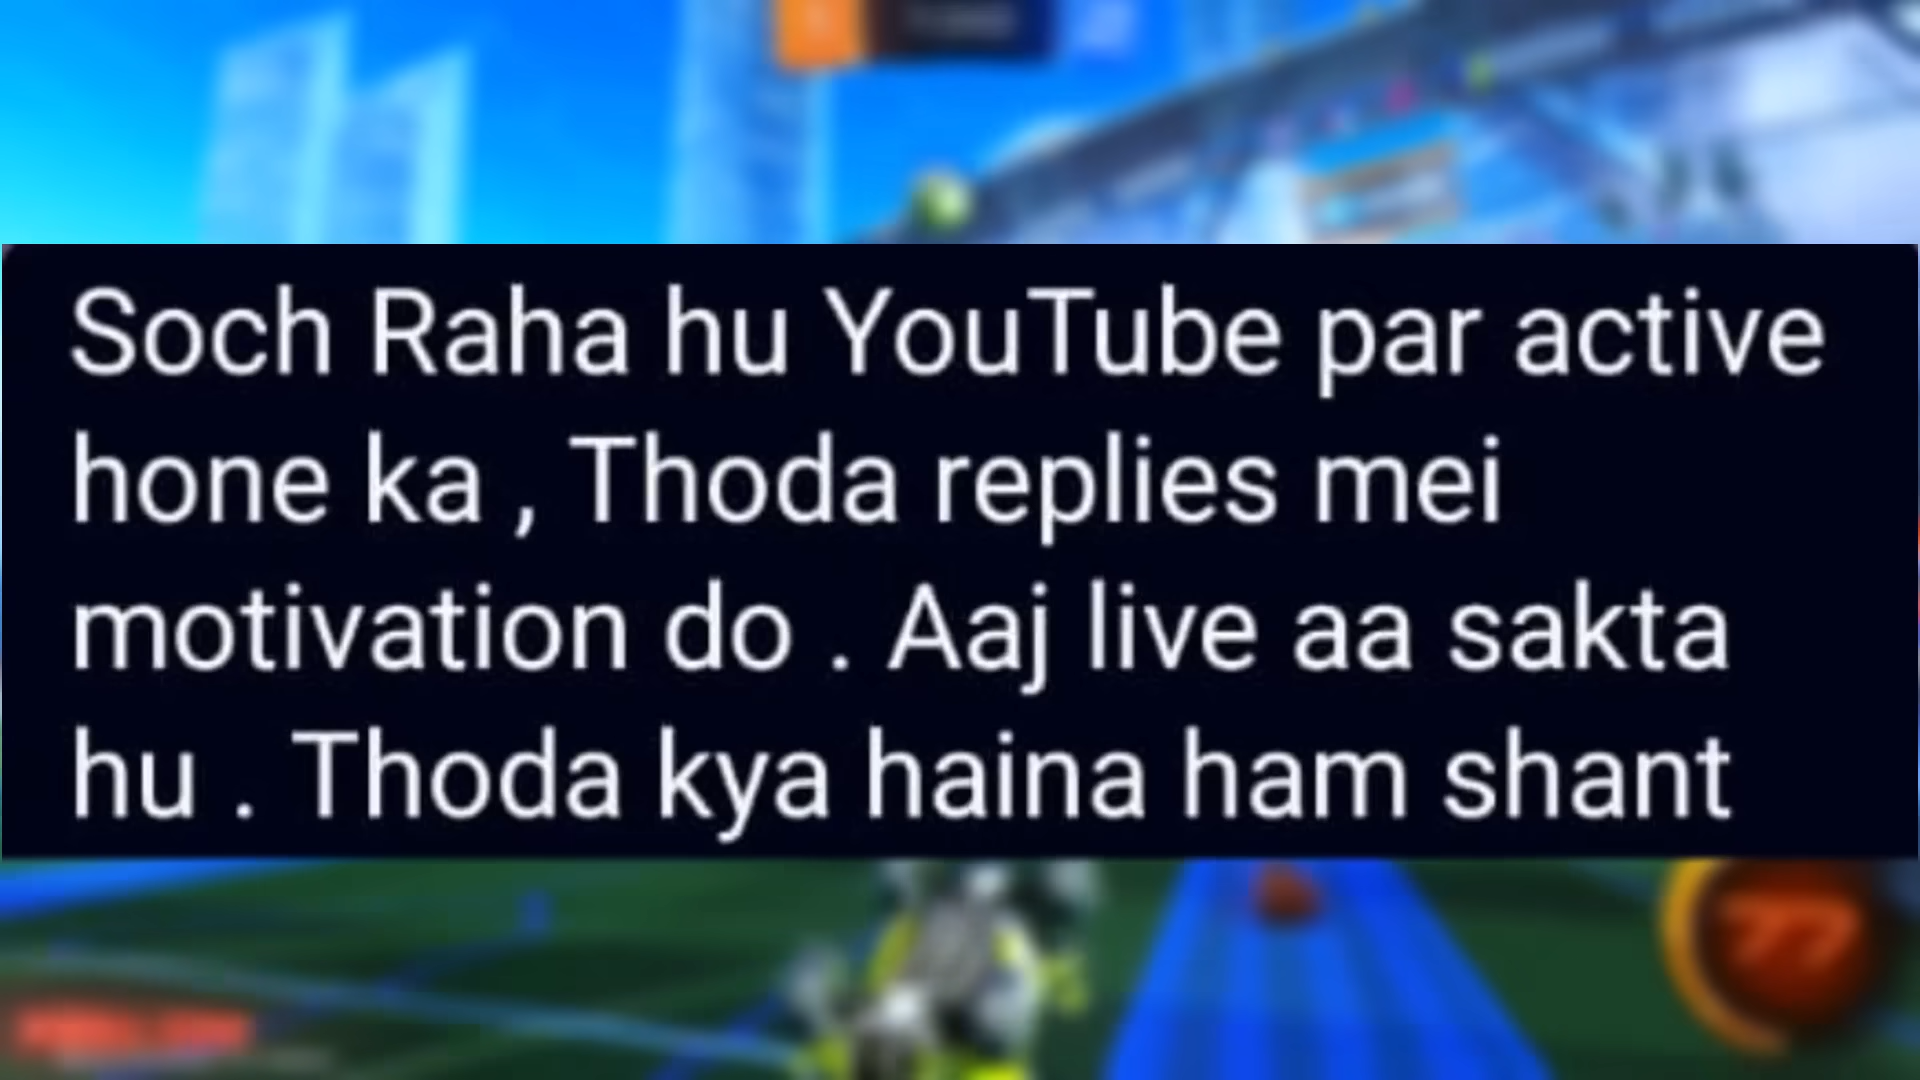 Soch Raha hu YouTube par active
hone ka , Thoda replies mei
motivation do . Aaj live aa sakta
hu . Thoda kya haina ham shant